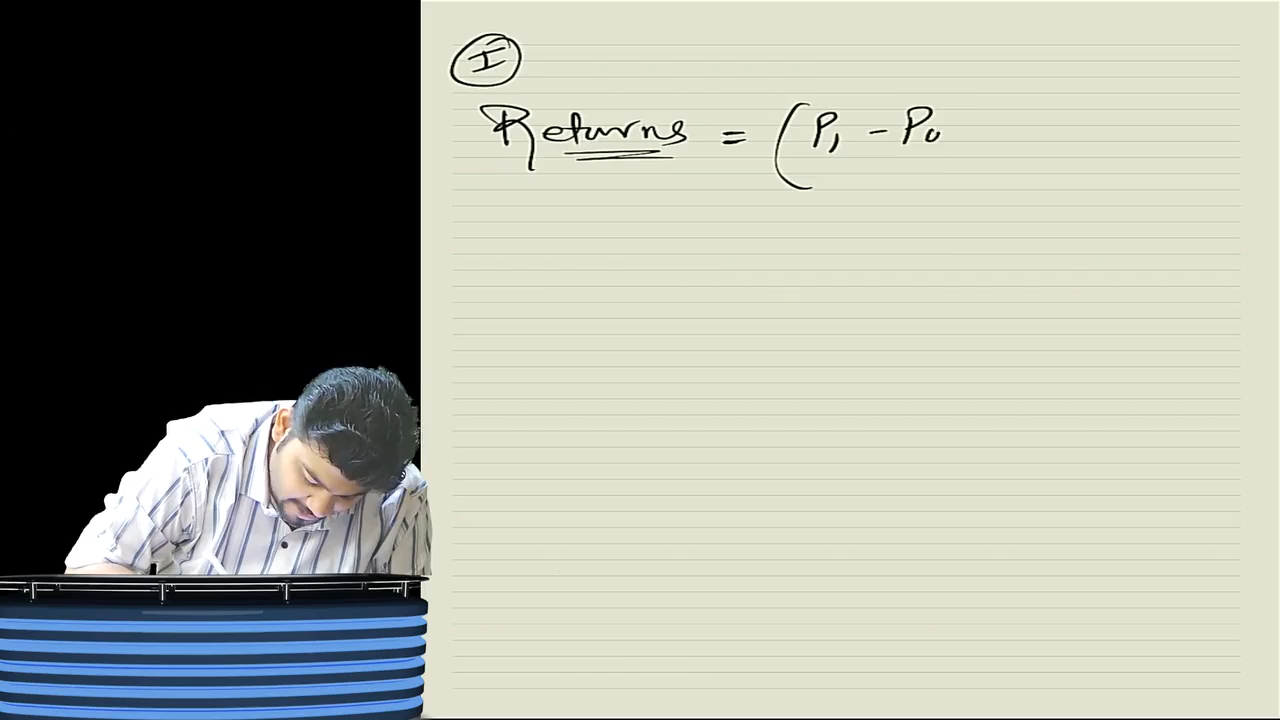 I
Returns = (P₁ - P₀